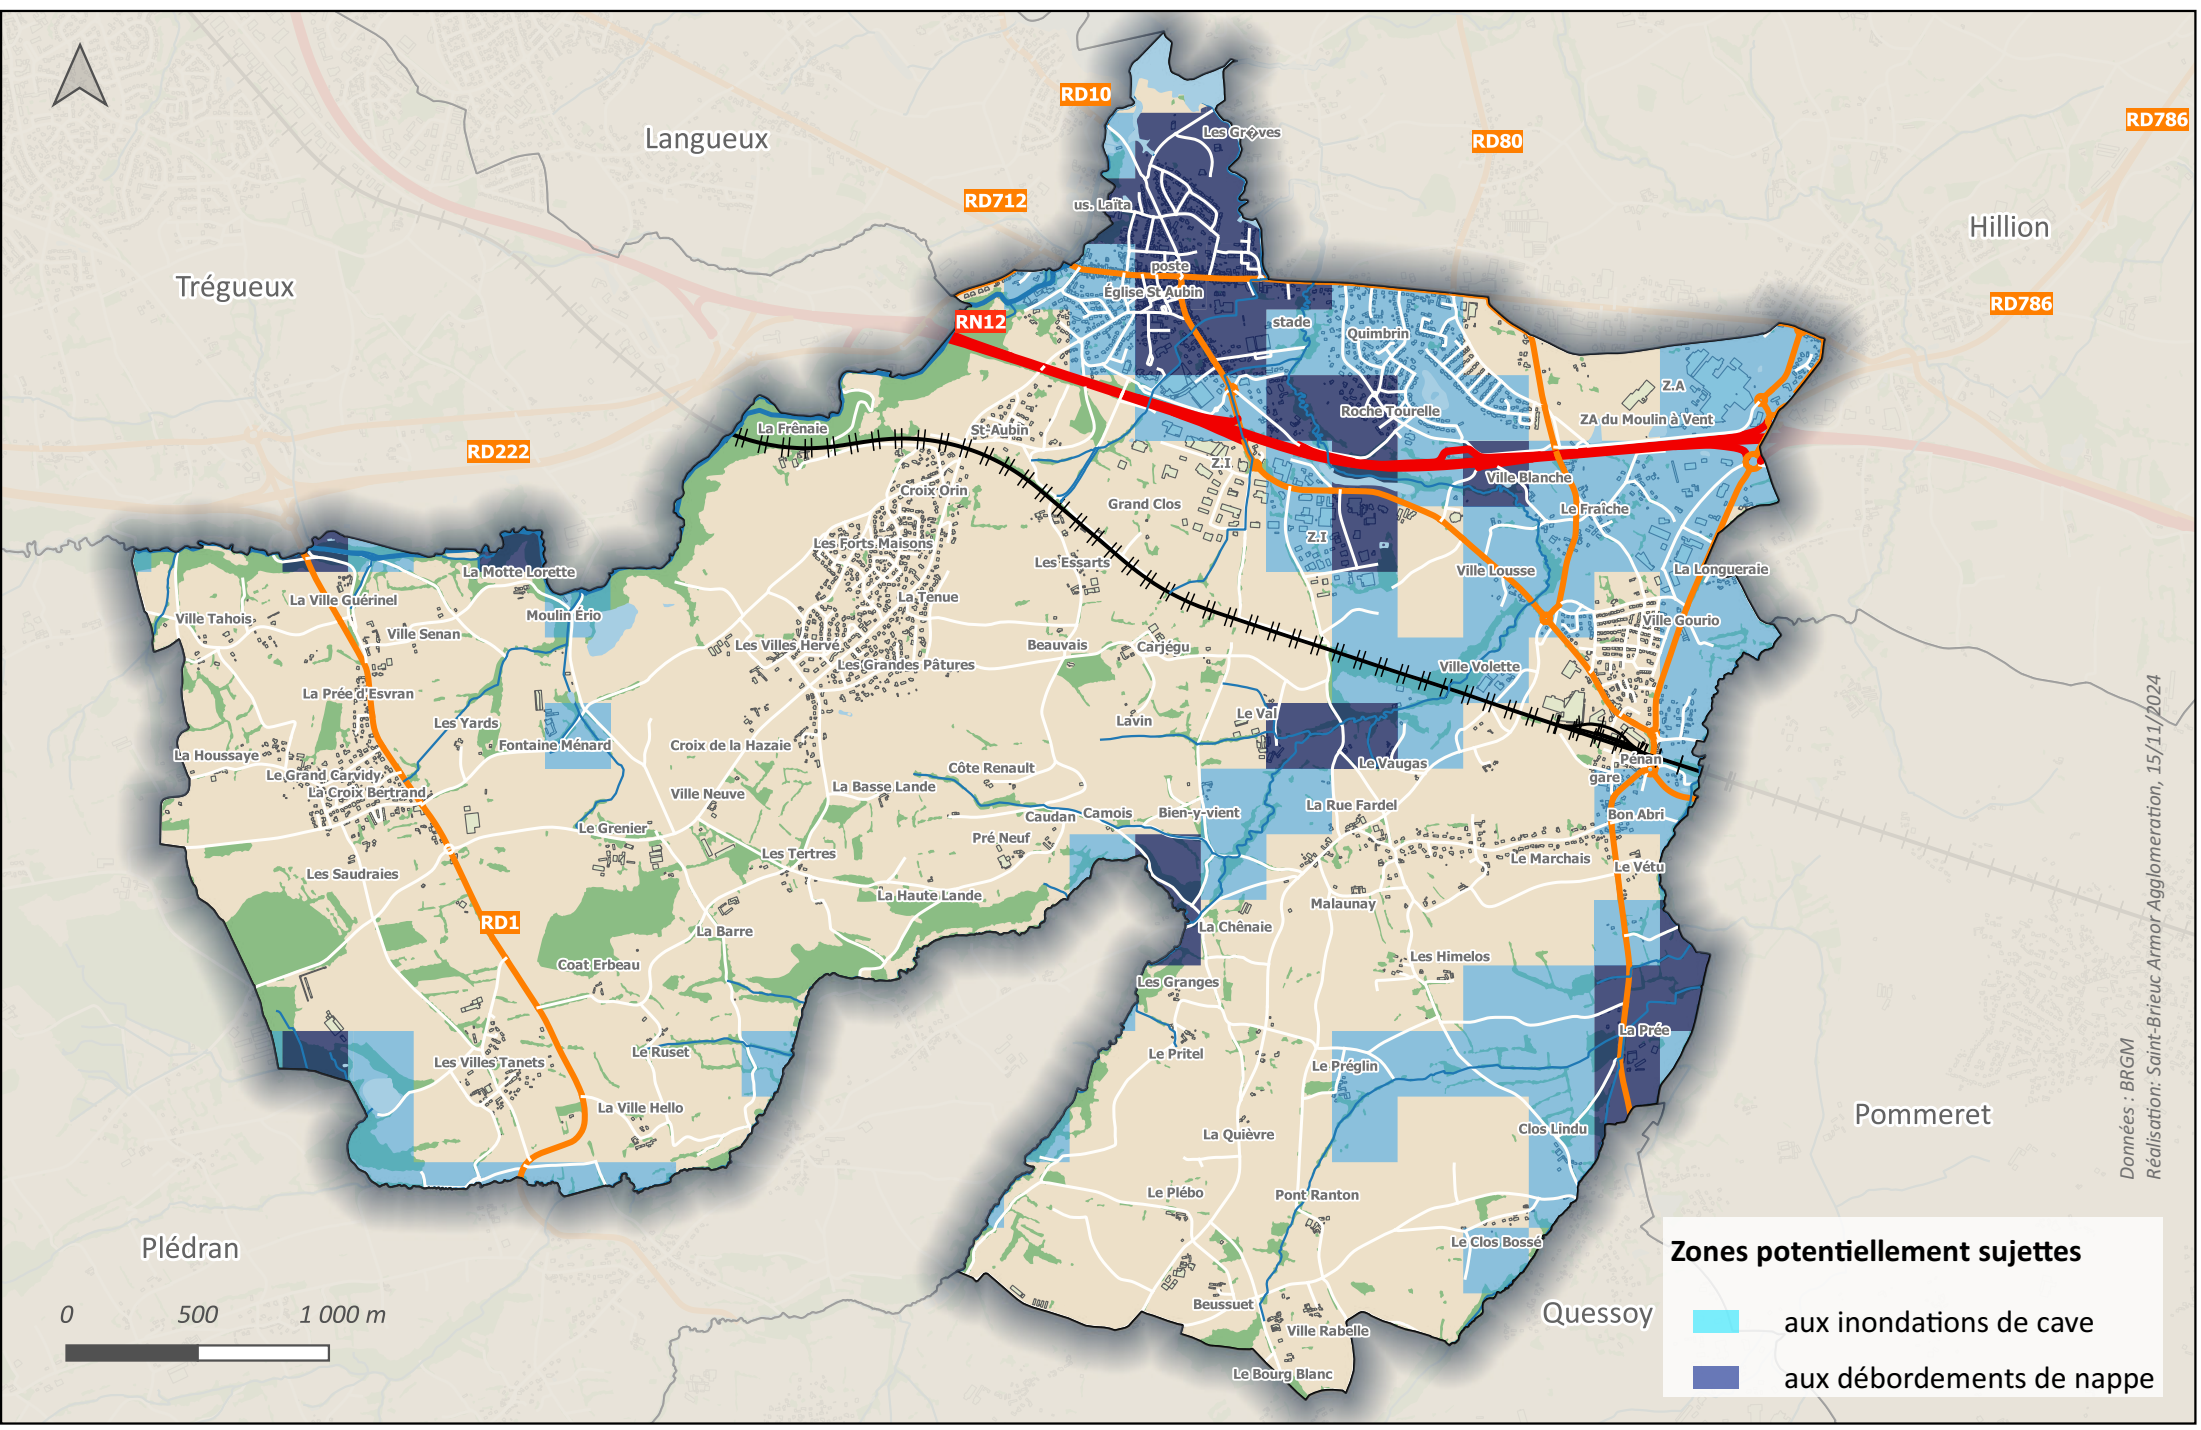 RD10
RD786
Les Gr�ves
Langueux
RD80
RD712
us. Laïta
Hillion
poste
Trégueux
Église St Aubin
RD786
RN12
stade
Quimbrin
Z.A
Roche Tourelle
ZA du Moulin à Vent
La Frênaie
St-Aubin
RD222
Z.I.
Ville Blanche
Croix Orin
Grand Clos
Le Fraîche
Z.I
Les Forts Maisons
Les Essarts
Ville Lousse
La Longueraie
La Motte Lorette
La Ville Guérinel
La Tenue
Moulin Ério
Ville Tahois
Ville Gourio
Ville Senan
Les Villes Hervé
Beauvais
Carjégu
Les Grandes Pâtures
Ville Volette
La Prée d'Esvran
Le Val
Lavin
Les Yards
Fontaine Ménard
Croix de la Hazaie
La Houssaye
Pénan
Le Vaugas
Côte Renault
Le Grand Carvidy
gare
La Basse Lande
La Croix Bertrand
Ville Neuve
La Rue Fardel
Caudan
Camois
Bien-y-vient
Bon Abri
Le Grenier
Pré Neuf
Les Tertres
Le Marchais
Le Vétu
Les Saudraies
La Haute Lande
Malaunay
RD1
La Barre
La Chênaie
Les Himelos
Coat Erbeau
Les Granges
La Prée
Le Ruset
Le Pritel
Les Villes Tanets
Le Préglin
La Ville Hello
Pommeret
Clos Lindu
La Quièvre
Le Plébo
Pont Ranton
Le Clos Bossé
Plédran
Beussuet
Quessoy
Ville Rabelle
Le Bourg Blanc
0 500 1 000 m
Données : BRGM
Réalisation: Saint-Brieuc Armor Agglomeration, 15/11/2024
Zones potentiellement sujettes
aux inondations de cave
aux débordements de nappe